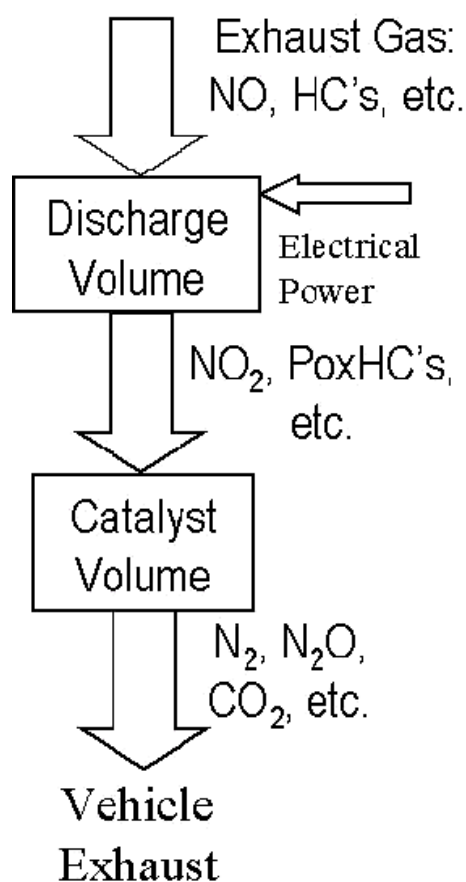 Exhaust Gas:
NO, HC's, etc.
Discharge
Volume
Electrical
Power
NO₂, PoxHC's,
etc.
Catalyst
Volume
N₂, N₂O,
CO₂, etc.
Vehicle
Exhaust